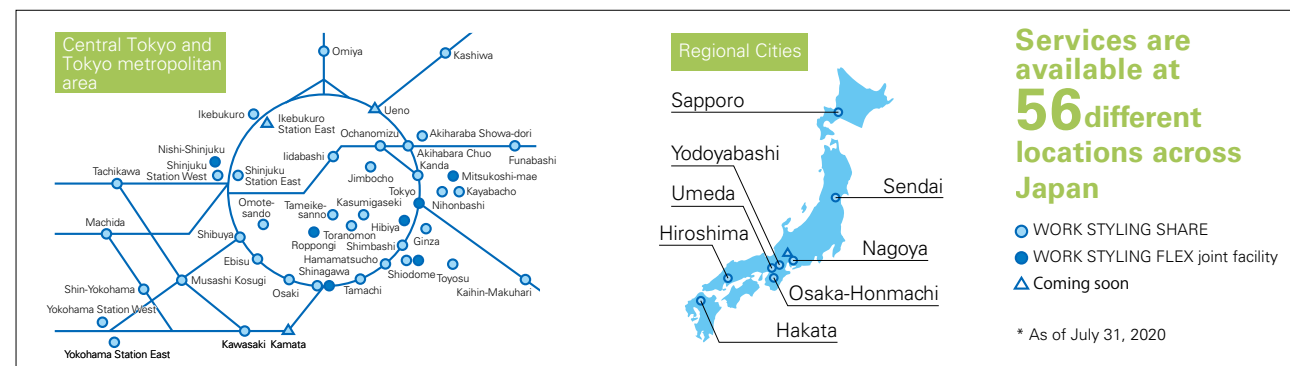 Central Tokyo and
Tokyo metropolitan
area
Omiya
Kashiwa
Ikebukuro
Ikebukuro
Station East
Ueno
Ochanomizu
Akiharaba Showa-dori
Nishi-Shinjuku
Iidabashi
Akihabara Chuo
Funabashi
Tachikawa
Shinjuku
Station West
Shinjuku
Station East
Jimbocho
Kanda
Mitsukoshi-mae
Tokyo
Kayabacho
Omote-
sando
Tameike-
sanno
Kasumigaseki
Nihonbashi
Machida
Hibiya
Toranomon
Roppongi
Ginza
Shibuya
Shimbashi
Ebisu
Hamamatsucho
Shinagawa
Shiodome
Toyosu
Musashi Kosugi
Osaki
Tamachi
Kaihin-Makuhari
Shin-Yokohama
Yokohama Station West
Yokohama Station East
Kawasaki
Kamata
Regional Cities
Sapporo
Yodoyabashi
Umeda
Sendai
Hiroshima
Nagoya
Osaka-Honmachi
Hakata
Services are
available at
56 different
locations across
Japan
WORK STYLING SHARE
WORK STYLING FLEX joint facility
Coming soon
* As of July 31, 2020